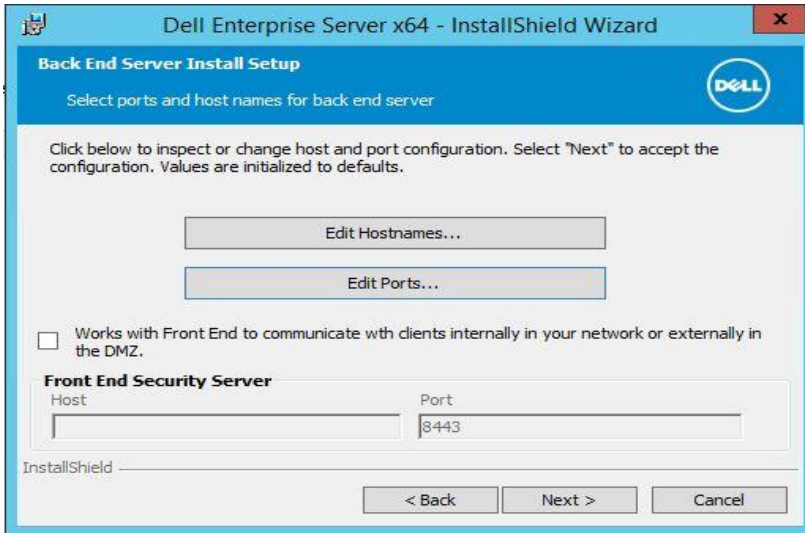 Dell Enterprise Server x64 - InstallShield Wizard
x
Back End Server Install Setup
Select ports and host names for back end server
DELL
Click below to inspect or change host and port configuration. Select "Next" to accept the
configuration. Values are initialized to defaults.
Edit Hostnames...
Edit Ports...
Works with Front End to communicate wth clients internally in your network or externally in
the DMZ.
Front End Security Server
Host
Port
8443
InstallShield
< Back
Next >
Cancel